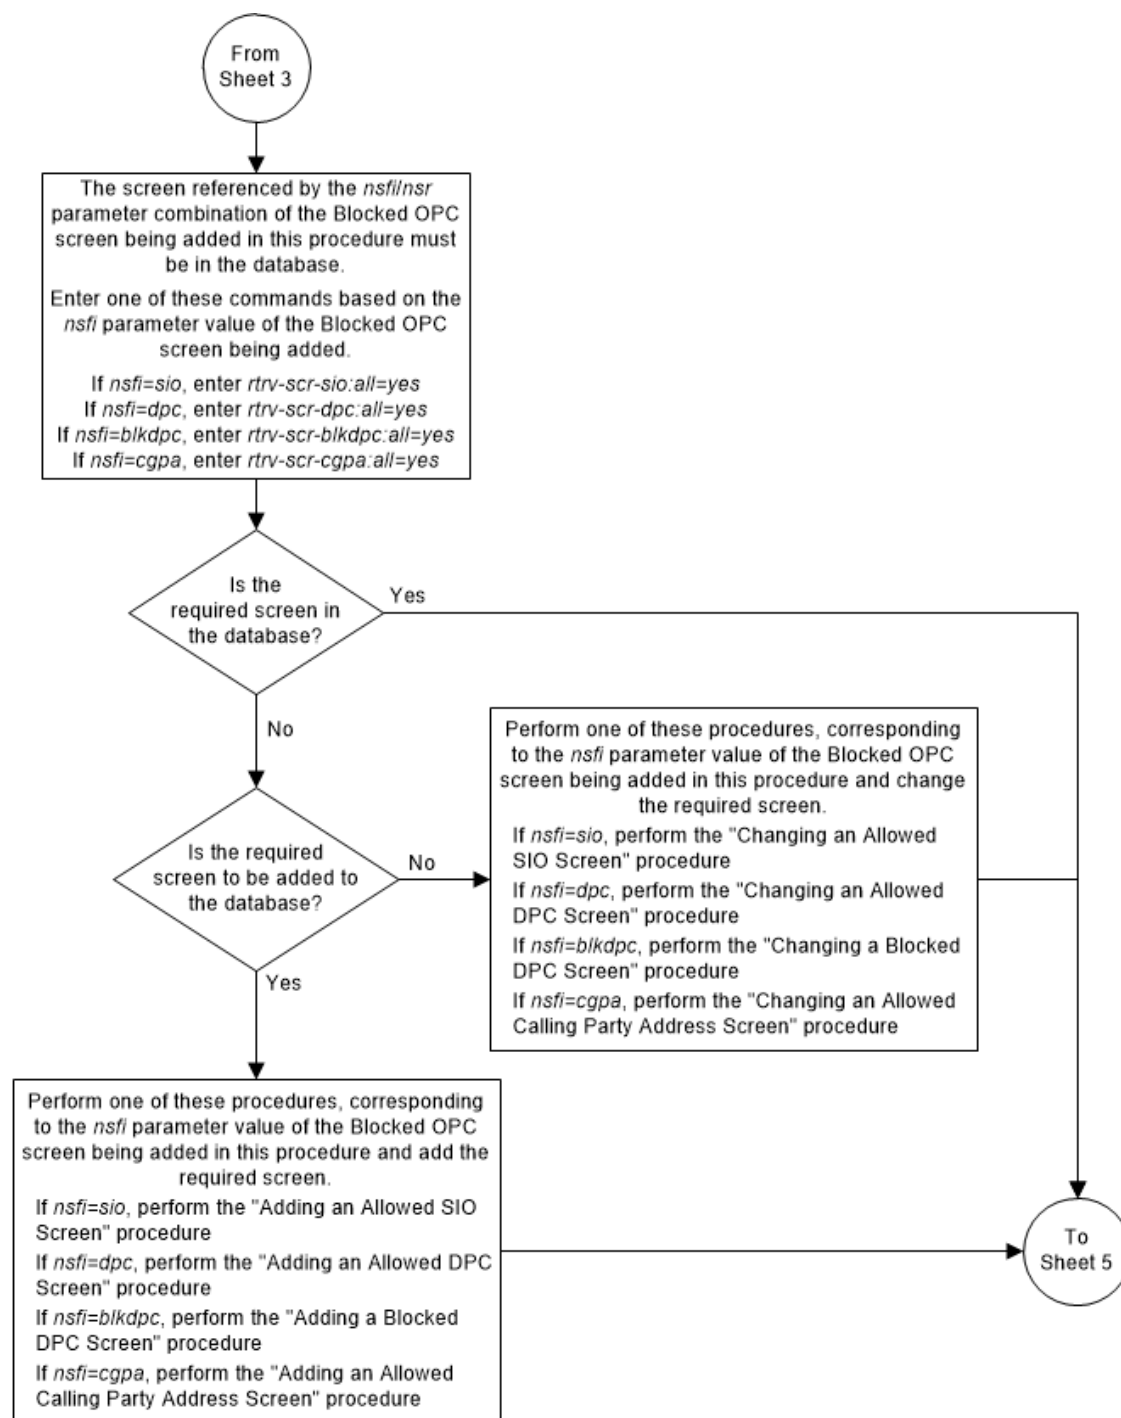 From
Sheet 3
The screen referenced by the nsfi/nsr
parameter combination of the Blocked OPC
screen being added in this procedure must
be in the database.
Enter one of these commands based on the
nsfi parameter value of the Blocked OPC
screen being added.
If nsfi=sio, enter rtrv-scr-sio:all=yes
If nsfi=dpc, enter rtrv-scr-dpc:all=yes
If nsfi=blkdpc, enter rtrv-scr-blkdpc:all=yes
If nsfi=cgpa, enter rtrv-scr-cgpa:all=yes
Is the
required screen in
the database?
Yes
No
Perform one of these procedures, corresponding
to the nsfi parameter value of the Blocked OPC
screen being added in this procedure and change
the required screen.
If nsfi=sio, perform the "Changing an Allowed
SIO Screen" procedure
If nsfi=dpc, perform the "Changing an Allowed
DPC Screen" procedure
If nsfi=blkdpc, perform the "Changing a Blocked
DPC Screen" procedure
If nsfi=cgpa, perform the "Changing an Allowed
Calling Party Address Screen" procedure
Is the required
screen to be added to
the database?
No
Yes
Perform one of these procedures, corresponding
to the nsfi parameter value of the Blocked OPC
screen being added in this procedure and add the
required screen.
If nsfi=sio, perform the "Adding an Allowed SIO
Screen" procedure
If nsfi=dpc, perform the "Adding an Allowed DPC
Screen" procedure
If nsfi=blkdpc, perform the "Adding a Blocked
DPC Screen" procedure
If nsfi=cgpa, perform the "Adding an Allowed
Calling Party Address Screen" procedure
To
Sheet 5